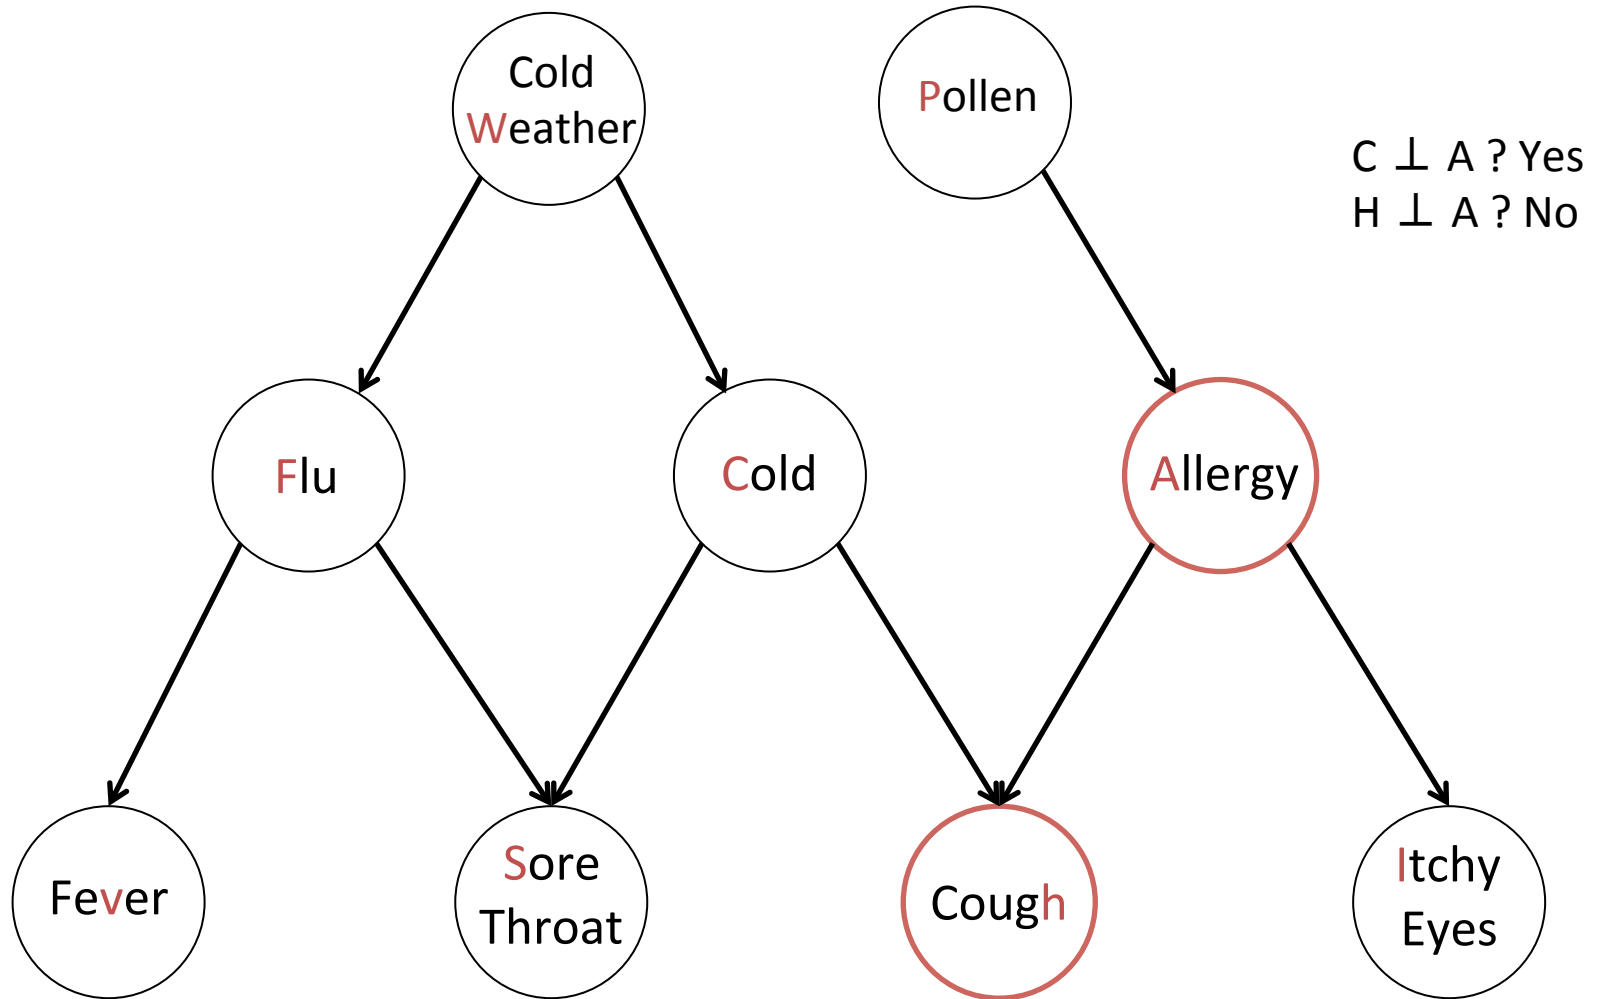 Cold
Weather
Pollen
C ⊥ A ? Yes
H ⊥ A ? No
Flu
Cold
Allergy
Fever
Sore
Throat
Cough
Itchy
Eyes